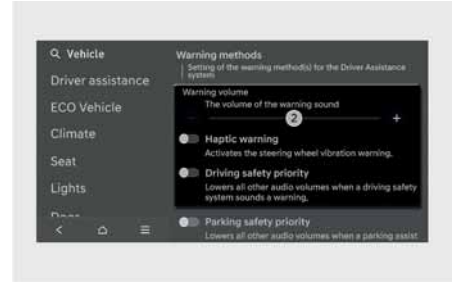 Vehicle
Driver assistance
ECO Vehicle
Climate
Seat
Lights
Warning methods
Setting of the warning method(s) for the Driver Assistance
system
Warning volume
The volume of the warning sound
− 2 +
Haptic warning
Activates the steering wheel vibration warning.
Driving safety priority
Lowers all other audio volumes when a driving safety
system sounds a warning.
Parking safety priority
Lowers all other audio volumes when a parking assist